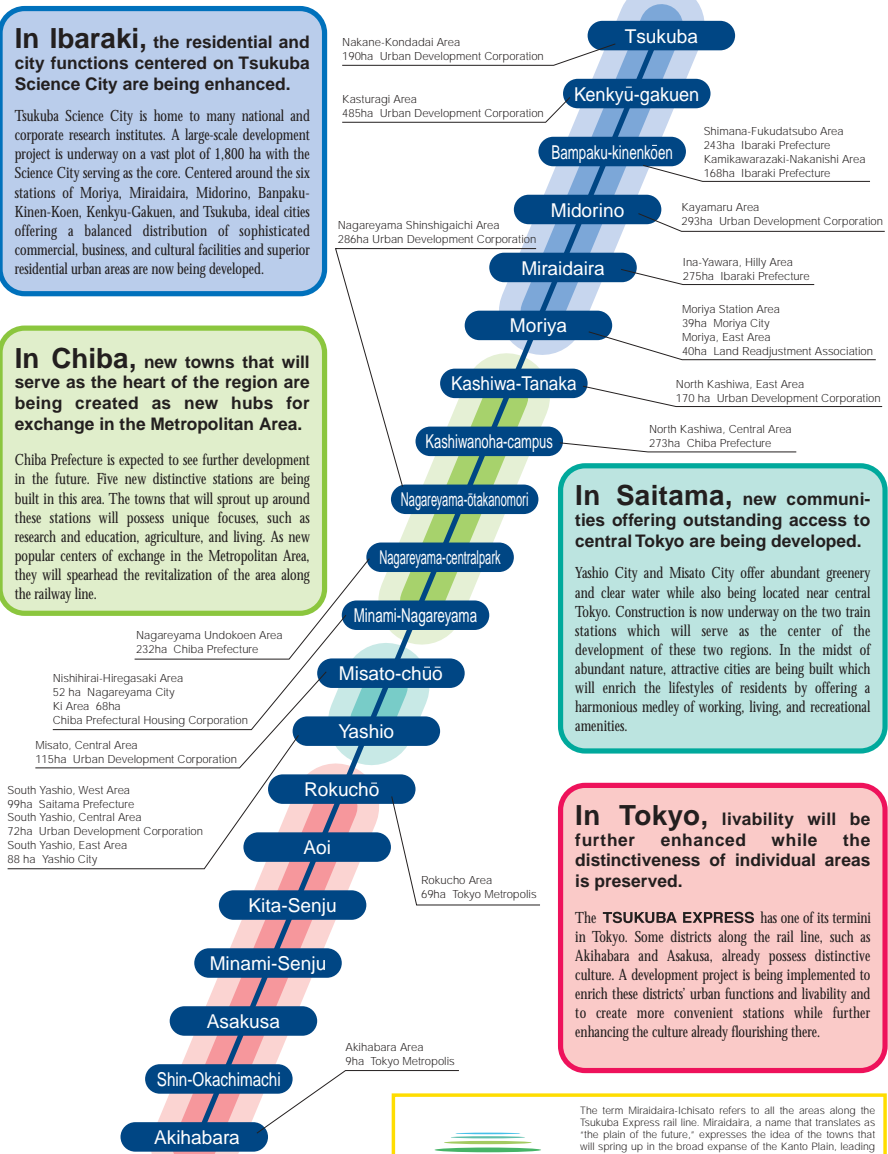 In Ibaraki, the residential and
city functions centered on Tsukuba
Science City are being enhanced.
Tsukuba Science City is home to many national and
corporate research institutes. A large-scale development
project is underway on a vast plot of 1,800 ha with the
Science City serving as the core. Centered around the six
stations of Moriya, Miraidaira, Midorino, Banpaku-
Kinen-Koen, Kenkyu-Gakuen, and Tsukuba, ideal cities
offering a balanced distribution of sophisticated
commercial, business, and cultural facilities and superior
residential urban areas are now being developed.
In Chiba, new towns that will
serve as the heart of the region are
being created as new hubs for
exchange in the Metropolitan Area.
Chiba Prefecture is expected to see further development
in the future. Five new distinctive stations are being
built in this area. The towns that will sprout up around
these stations will possess unique focuses, such as
research and education, agriculture, and living. As new
popular centers of exchange in the Metropolitan Area,
they will spearhead the revitalization of the area along
the railway line.
Tsukuba
Nakane-Kondadai Area
190ha Urban Development Corporation
Kenkyū-gakuen
Kasturagi Area
485ha Urban Development Corporation
Bampaku-kinenkōen
Shimana-Fukudatsubo Area
243ha Ibaraki Prefecture
Kamikawarazaki-Nakanishi Area
168ha Ibaraki Prefecture
Midorino
Kayamaru Area
293ha Urban Development Corporation
Nagareyama Shinshigaichi Area
286ha Urban Development Corporation
Miraidaira
Ina-Yawara, Hilly Area
275ha Ibaraki Prefecture
Moriya
Moriya Station Area
39ha Moriya City
Moriya, East Area
40ha Land Readjustment Association
Kashiwa-Tanaka
North Kashiwa, East Area
170 ha Urban Development Corporation
Kashiwanoha-campus
North Kashiwa, Central Area
273ha Chiba Prefecture
Nagareyama-ōtakanomori
Nagareyama-centralpark
Minami-Nagareyama
Nagareyama Undokoen Area
232ha Chiba Prefecture
Misato-chūō
Nishihirai-Hiregasaki Area
52 ha Nagareyama City
Ki Area 68ha
Chiba Prefectural Housing Corporation
Yashio
Misato, Central Area
115ha Urban Development Corporation
Rokuchō
South Yashio, West Area
99ha Saitama Prefecture
South Yashio, Central Area
72ha Urban Development Corporation
South Yashio, East Area
88 ha Yashio City
Aoi
Rokucho Area
69ha Tokyo Metropolis
Kita-Senju
Minami-Senju
Asakusa
Akihabara Area
9ha Tokyo Metropolis
Shin-Okachimachi
Akihabara
In Saitama, new communi-
ties offering outstanding access to
central Tokyo are being developed.
Yashio City and Misato City offer abundant greenery
and clear water while also being located near central
Tokyo. Construction is now underway on the two train
stations which will serve as the center of the
development of these two regions. In the midst of
abundant nature, attractive cities are being built which
will enrich the lifestyles of residents by offering a
harmonious medley of working, living, and recreational
amenities.
In Tokyo, livability will be
further enhanced while the
distinctiveness of individual areas
is preserved.
The TSUKUBA EXPRESS has one of its termini
in Tokyo. Some districts along the rail line, such as
Akihabara and Asakusa, already possess distinctive
culture. A development project is being implemented to
enrich these districts' urban functions and livability and
to create more convenient stations while further
enhancing the culture already flourishing there.
The term Miraidaira-Ichisato refers to all the areas along the
Tsukuba Express rail line. Miraidaira, a name that translates as
"the plain of the future," expresses the idea of the towns that
will spring up in the broad expanse of the Kanto Plain, leading